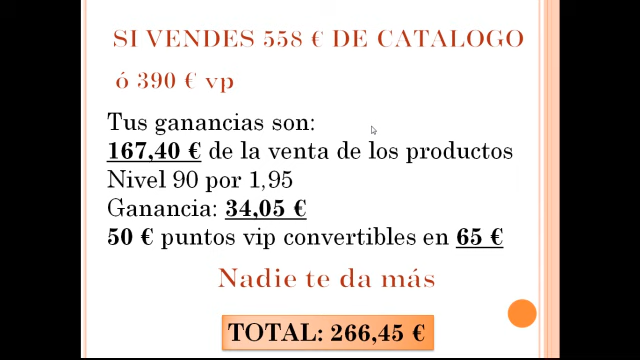 SI VENDES 558 € DE CATALOGO
ó 390 € vp
Tus ganancias son:
167,40 € de la venta de los productos
Nivel 90 por 1,95
Ganancia: 34,05 €
50 € puntos vip convertibles en 65 €
Nadie te da más
TOTAL: 266,45 €